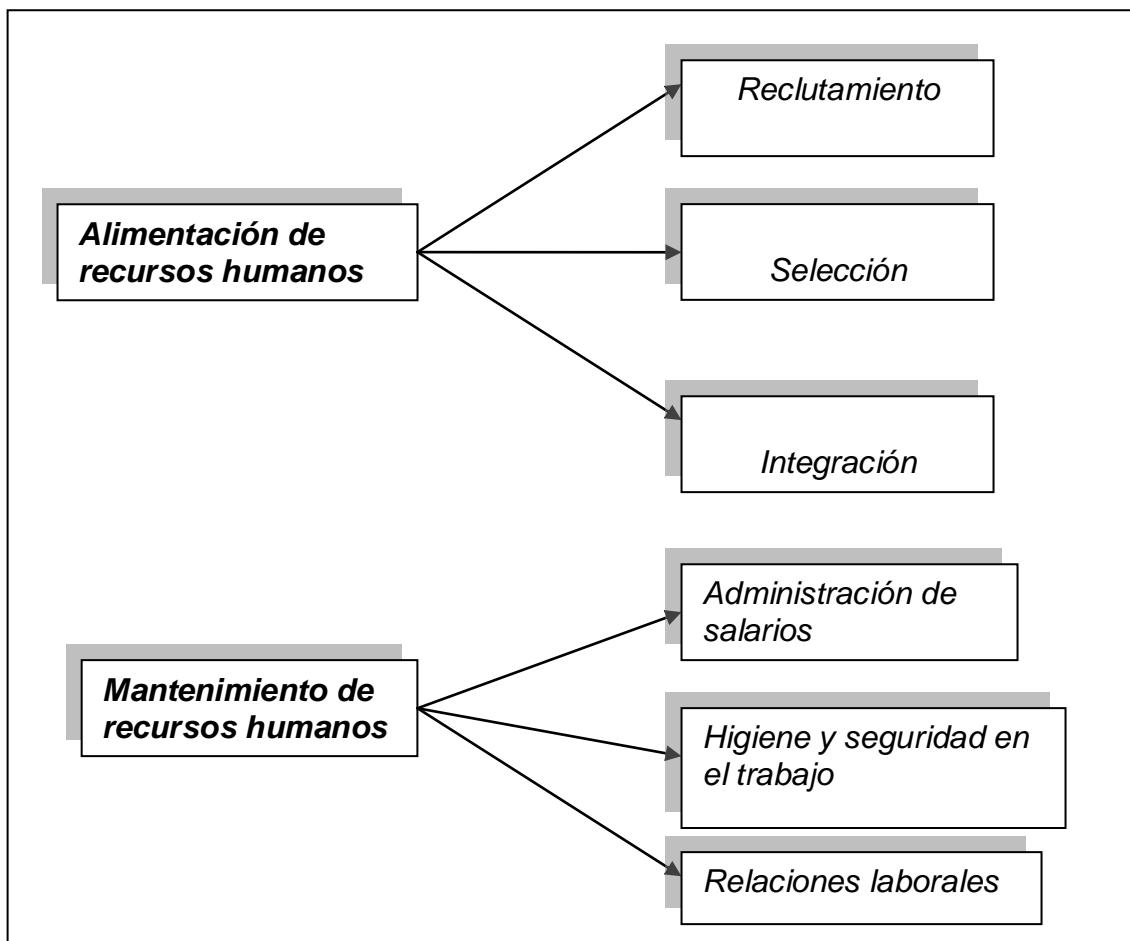 Reclutamiento
Alimentación de
recursos humanos
Selección
Integración
Administración de
salarios
Mantenimiento de
recursos humanos
Higiene y seguridad en
el trabajo
Relaciones laborales